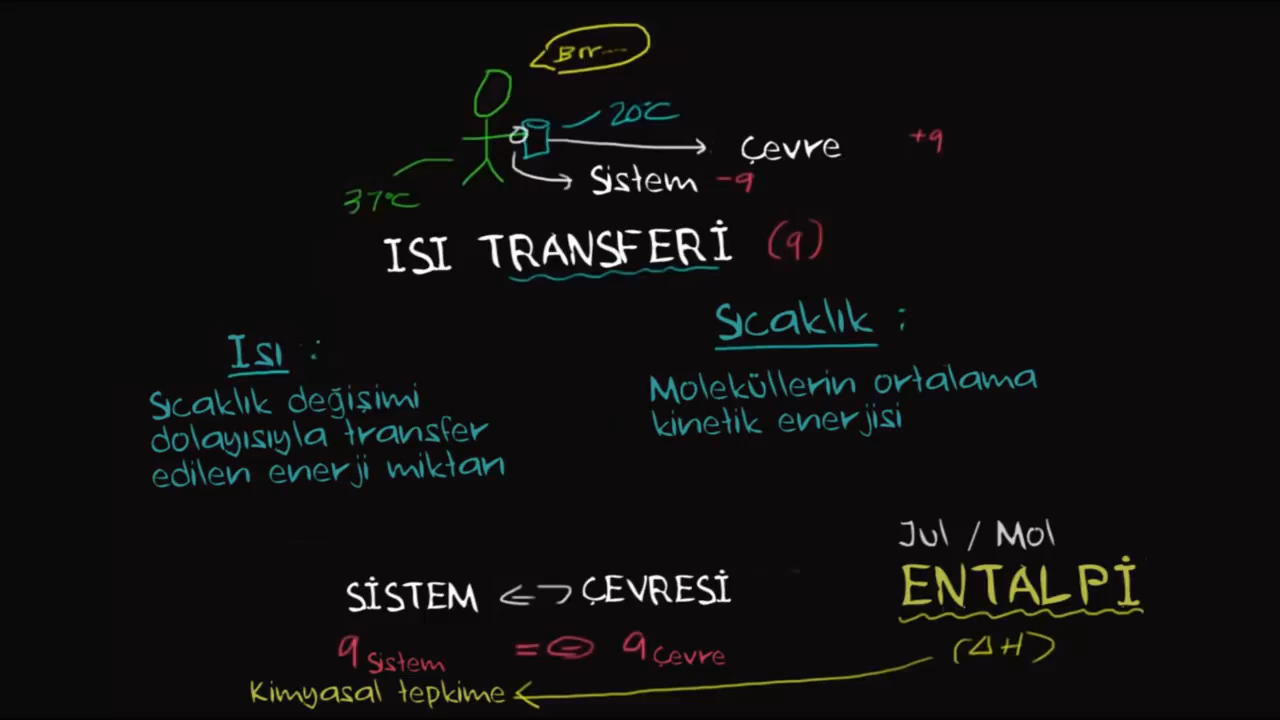 Brr...
20°C
Çevre +q
Sistem -q
37°C
ISI TRANSFERİ (q)
Sıcaklık :
Isı :
Moleküllerin ortalama
kinetik enerjisi
Sıcaklık değişimi
dolayısıyla transfer
edilen enerji miktarı
Jul / Mol
ENTALPİ
(ΔH)
SİSTEM <-> ÇEVRESİ
q sistem = - q çevre
Kimyasal tepkime